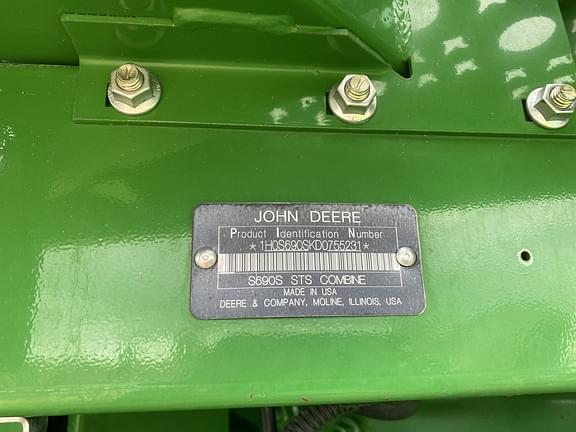 JOHN DEERE
Product Identification Number
*1H0S690SKD0755231*
S690S STS COMBINE
MADE IN USA
DEERE & COMPANY, MOLINE, ILLINOIS, USA